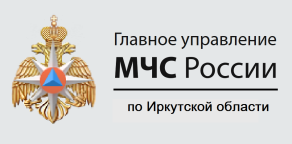 Главное управление
МЧС России
по Иркутской области